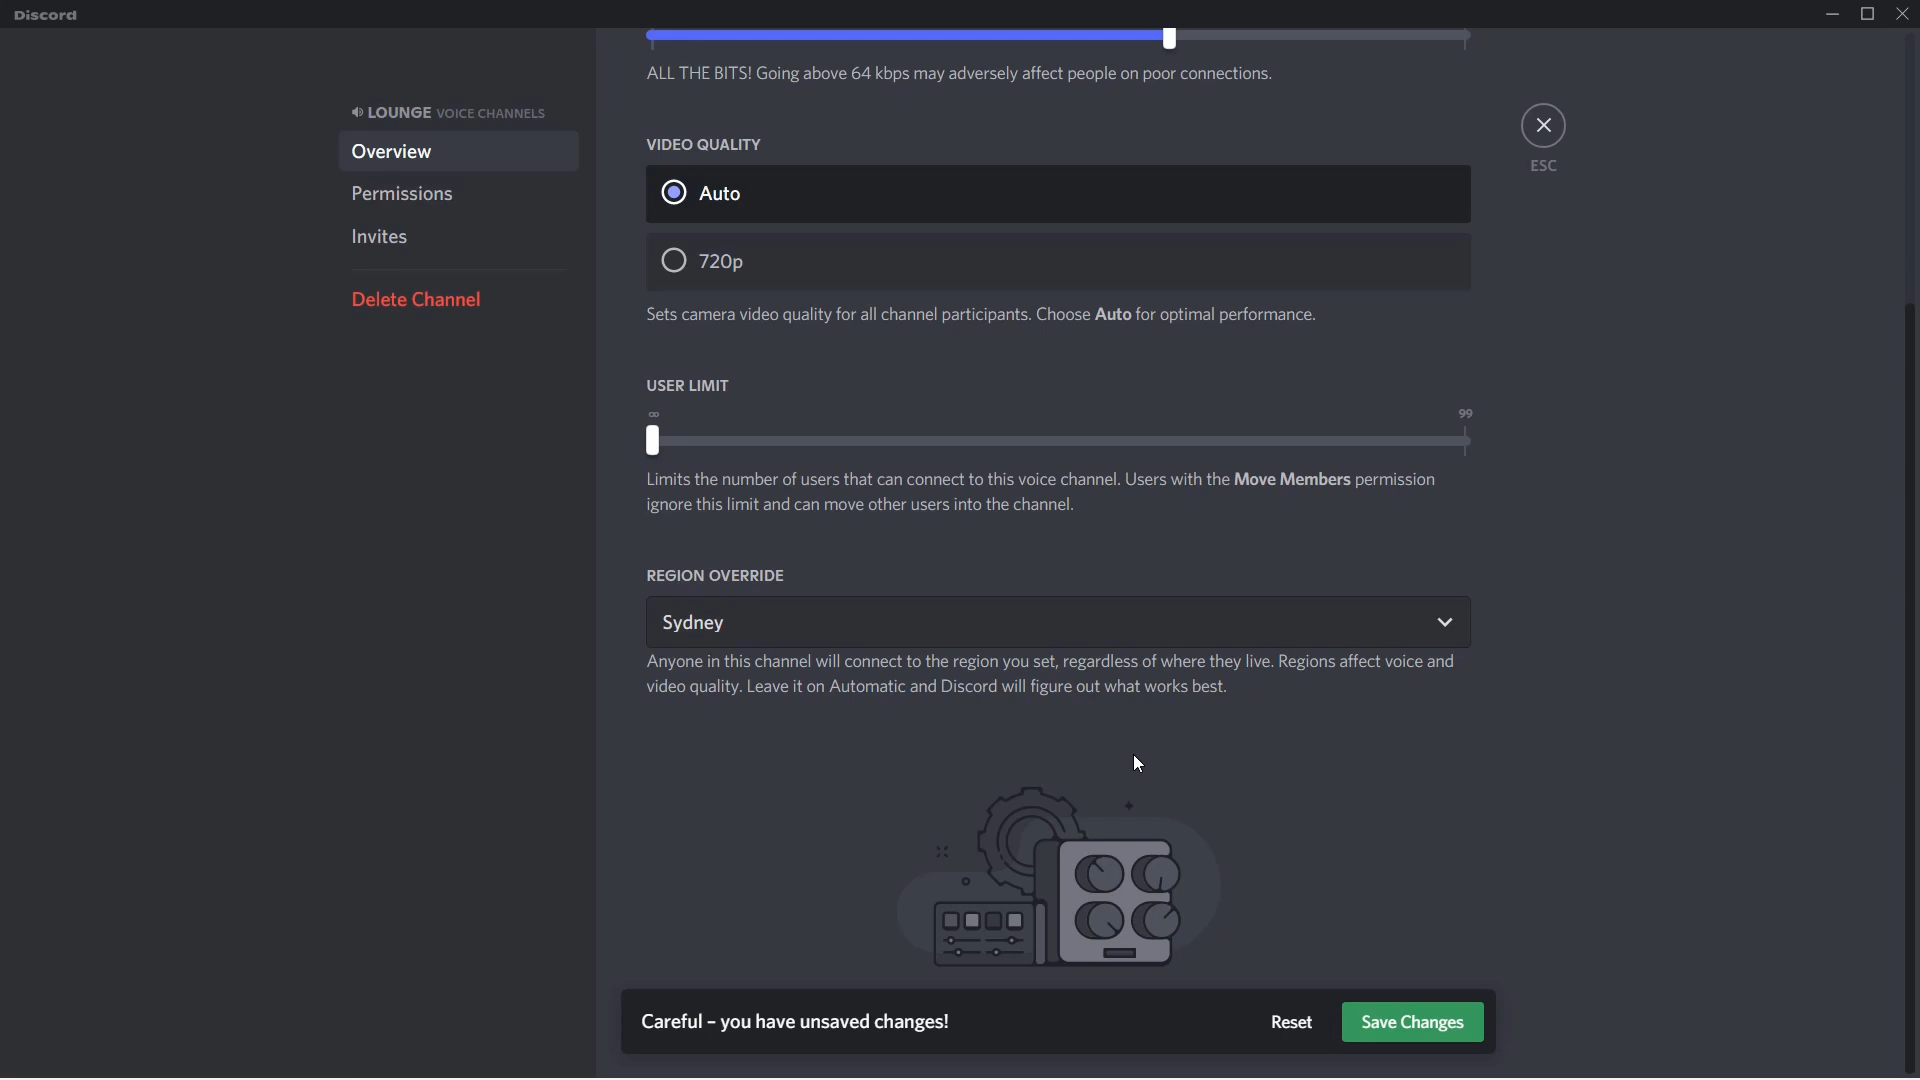 Discord
ALL THE BITS! Going above 64 kbps may adversely affect people on poor connections.
LOUNGE VOICE CHANNELS
Overview
Permissions
Invites
Delete Channel
VIDEO QUALITY
Auto
720p
Sets camera video quality for all channel participants. Choose Auto for optimal performance.
ESC
USER LIMIT
∞ 99
Limits the number of users that can connect to this voice channel. Users with the Move Members permission
ignore this limit and can move other users into the channel.
REGION OVERRIDE
Sydney
Anyone in this channel will connect to the region you set, regardless of where they live. Regions affect voice and
video quality. Leave it on Automatic and Discord will figure out what works best.
Careful – you have unsaved changes! Reset Save Changes